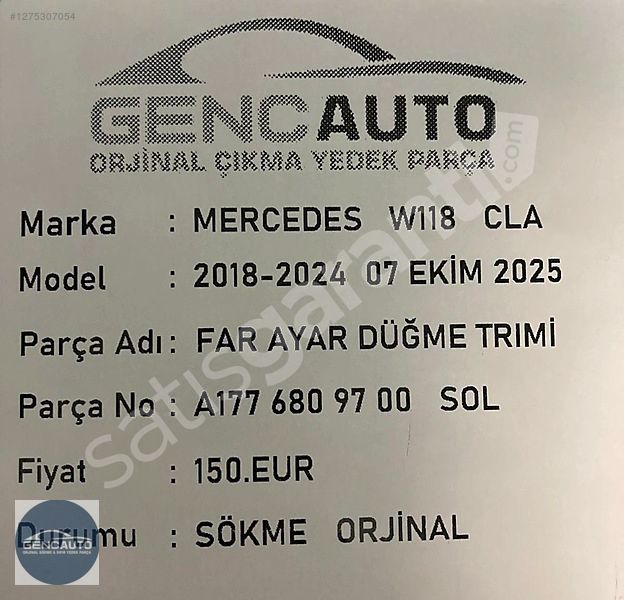 #1275307054
GENCAUTO
ORJİNAL ÇIKMA YEDEK PARÇA
Marka : MERCEDES W118 CLA
Model : 2018-2024 07 EKİM 2025
Parça Adı : FAR AYAR DÜĞME TRIMİ
Parça No : A177 680 97 00 SOL
Fiyat : 150.EUR
Durumu : SÖKME ORJİNAL
satisgaranti.com
GENCAUTO